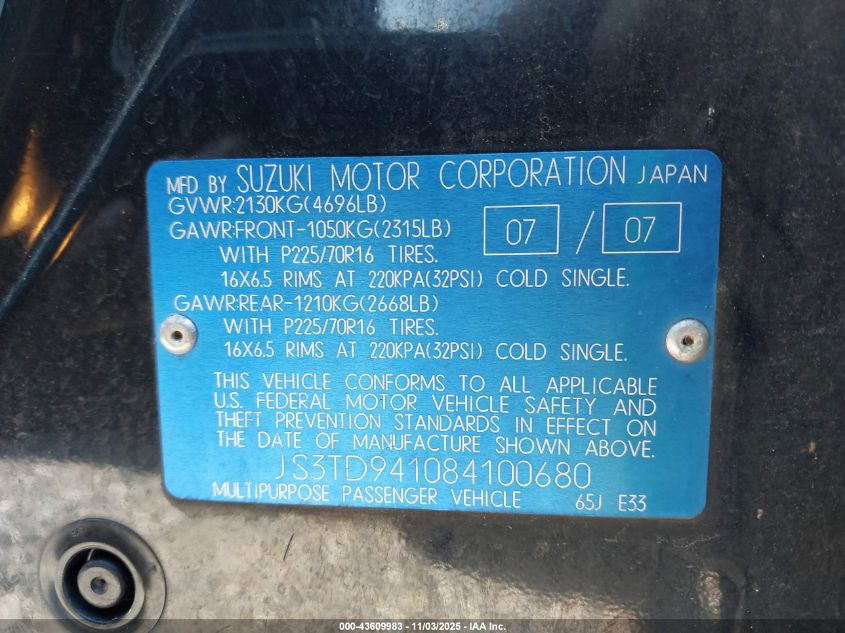 MFD BY SUZUKI MOTOR CORPORATION JAPAN
GVWR:2130KG(4696LB)
GAWR:FRONT-1050KG(2315LB) 07 / 07
WITH P225/70R16 TIRES.
16X6.5 RIMS AT 220KPA(32PSI) COLD SINGLE.
GAWR:REAR-1210KG(2668LB)
WITH P225/70R16 TIRES.
16X6.5 RIMS AT 220KPA(32PSI) COLD SINGLE.
THIS VEHICLE CONFORMS TO ALL APPLICABLE
U.S. FEDERAL MOTOR VEHICLE SAFETY AND
THEFT PREVENTION STANDARDS IN EFFECT ON
THE DATE OF MANUFACTURE SHOWN ABOVE.
JS3TD941084100680
MULTIPURPOSE PASSENGER VEHICLE 65J E33
000-43609983 - 11/03/2025 - IAA Inc.